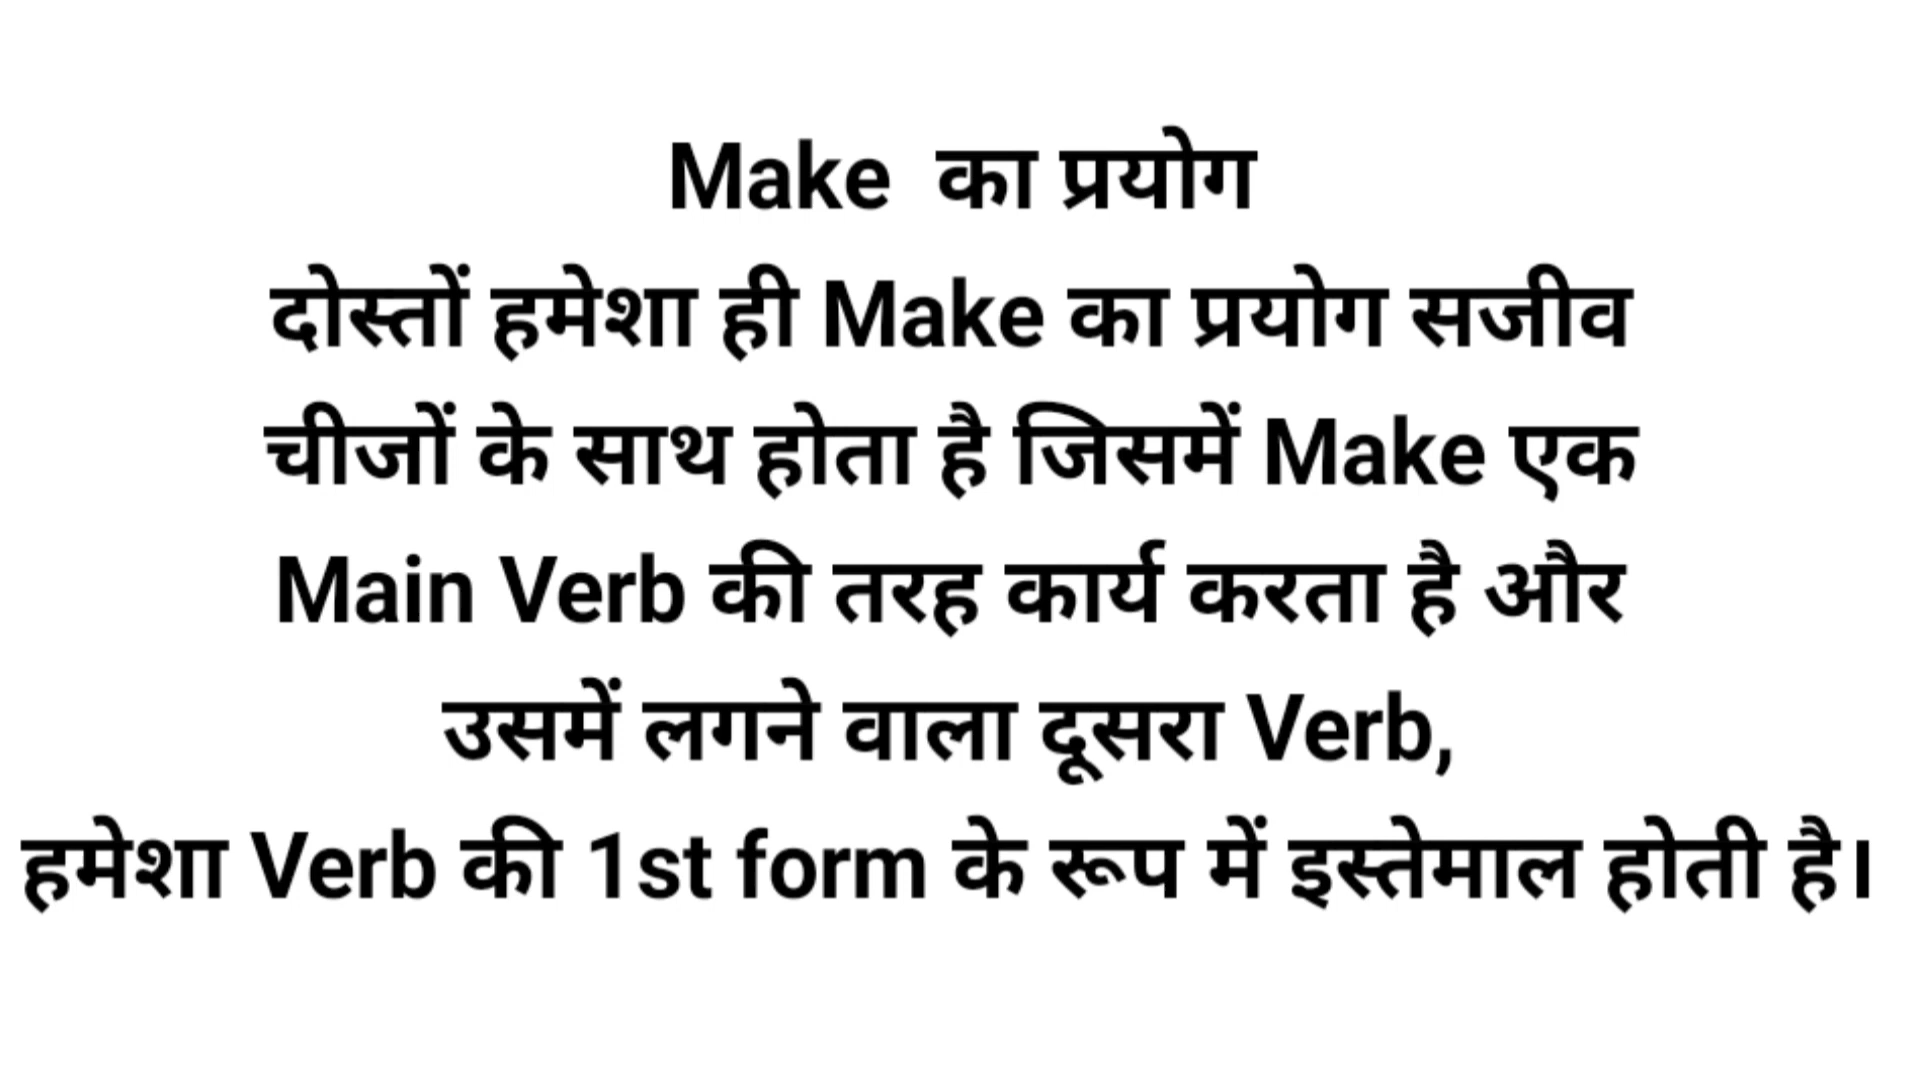 Make का प्रयोग
दोस्तों हमेशा ही Make का प्रयोग सजीव
चीजों के साथ होता है जिसमें Make एक
Main Verb की तरह कार्य करता है और
उसमें लगने वाला दूसरा Verb,
हमेशा Verb की 1st form के रूप में इस्तेमाल होती है।